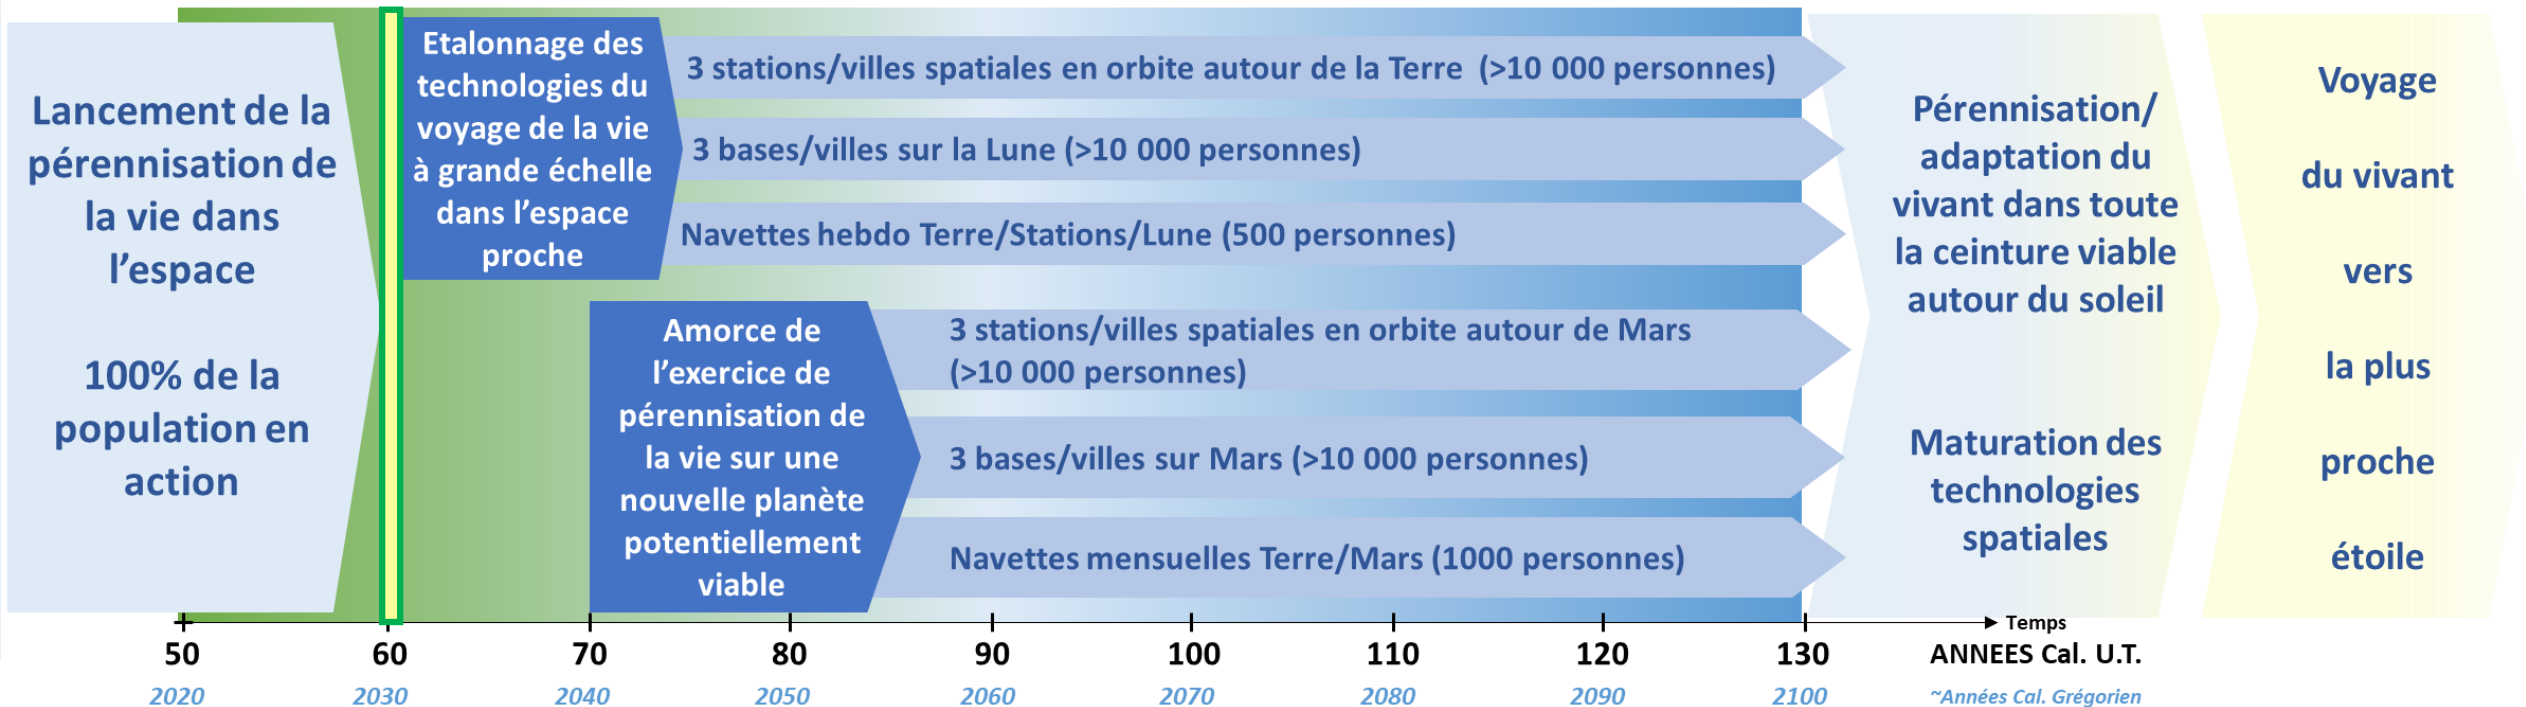 Lancement de la
pérennisation de
la vie dans
l’espace
100% de la
population en
action
Etalonnage des
technologies du
voyage de la vie
à grande échelle
dans l’espace
proche
3 stations/villes spatiales en orbite autour de la Terre (>10 000 personnes)
3 bases/villes sur la Lune (>10 000 personnes)
Navettes hebdo Terre/Stations/Lune (500 personnes)
Amorce de
l’exercice de
pérennisation de
la vie sur une
nouvelle planète
potentiellement
viable
3 stations/villes spatiales en orbite autour de Mars
(>10 000 personnes)
3 bases/villes sur Mars (>10 000 personnes)
Navettes mensuelles Terre/Mars (1000 personnes)
Pérennisation/
adaptation du
vivant dans toute
la ceinture viable
autour du soleil
Maturation des
technologies
spatiales
Voyage
du vivant
vers
la plus
proche
étoile
Temps
50 60 70 80 90 100 110 120 130 ANNEES Cal. U.T.
2020 2030 2040 2050 2060 2070 2080 2090 2100 ~Années Cal. Grégorien